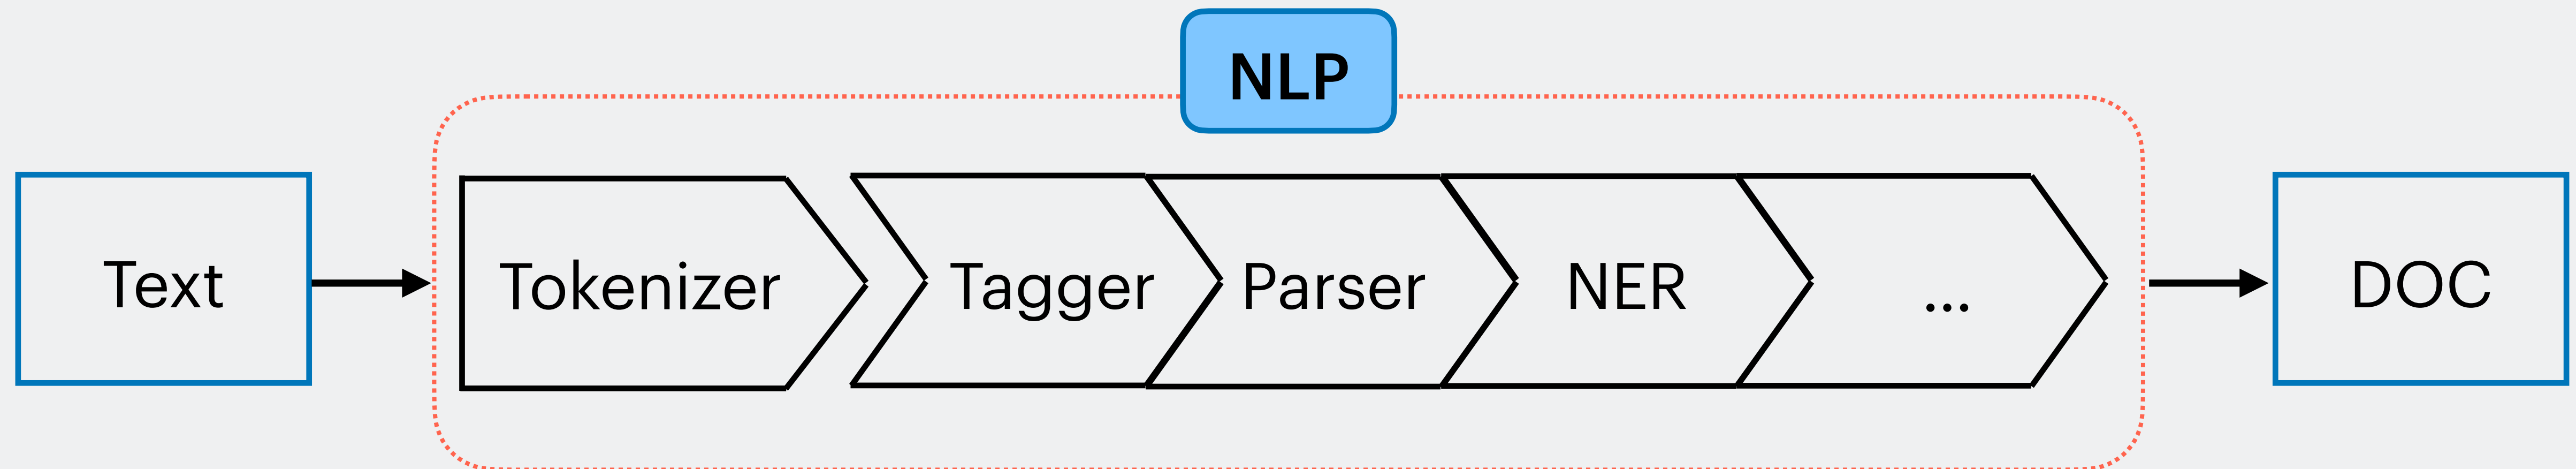 NLP
Text
Tokenizer
Tagger
Parser
NER
...
DOC